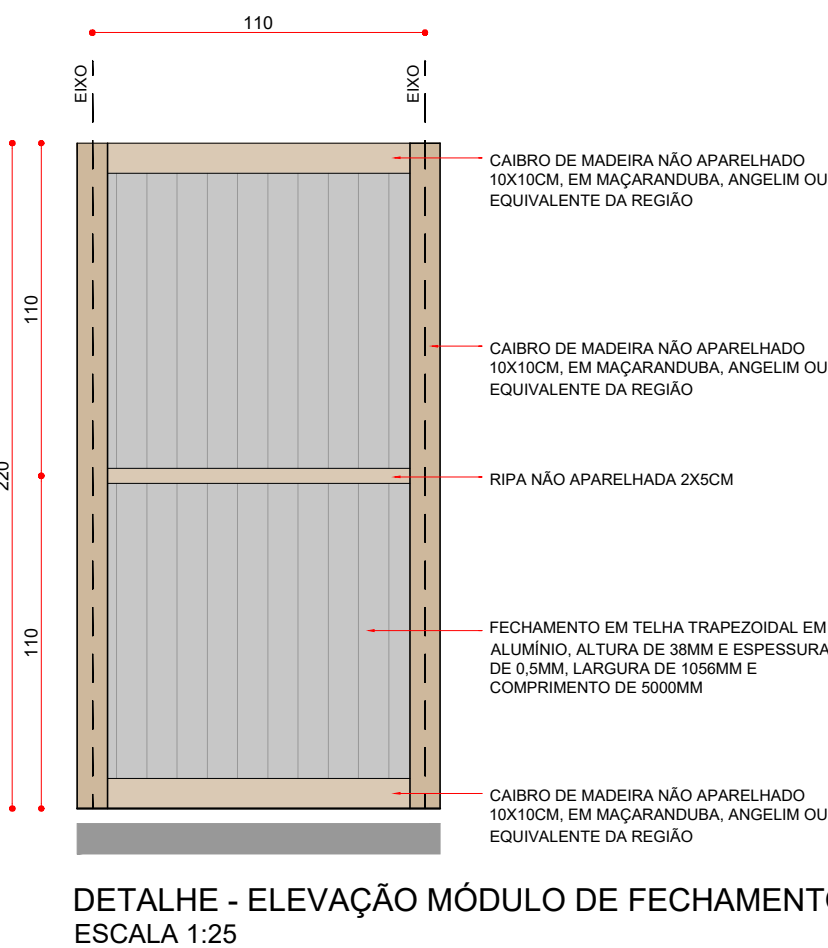 110
EIXO
EIXO
CAIBRO DE MADEIRA NÃO APARELHADO
10X10CM, EM MAÇARANDUBA, ANGELIM OU
EQUIVALENTE DA REGIÃO
110
CAIBRO DE MADEIRA NÃO APARELHADO
10X10CM, EM MAÇARANDUBA, ANGELIM OU
EQUIVALENTE DA REGIÃO
220
RIPA NÃO APARELHADA 2X5CM
110
FECHAMENTO EM TELHA TRAPEZOIDAL EM
ALUMÍNIO, ALTURA DE 38MM E ESPESSURA
DE 0,5MM, LARGURA DE 1056MM E
COMPRIMENTO DE 5000MM
CAIBRO DE MADEIRA NÃO APARELHADO
10X10CM, EM MAÇARANDUBA, ANGELIM OU
EQUIVALENTE DA REGIÃO
DETALHE - ELEVAÇÃO MÓDULO DE FECHAMENTO
ESCALA 1:25